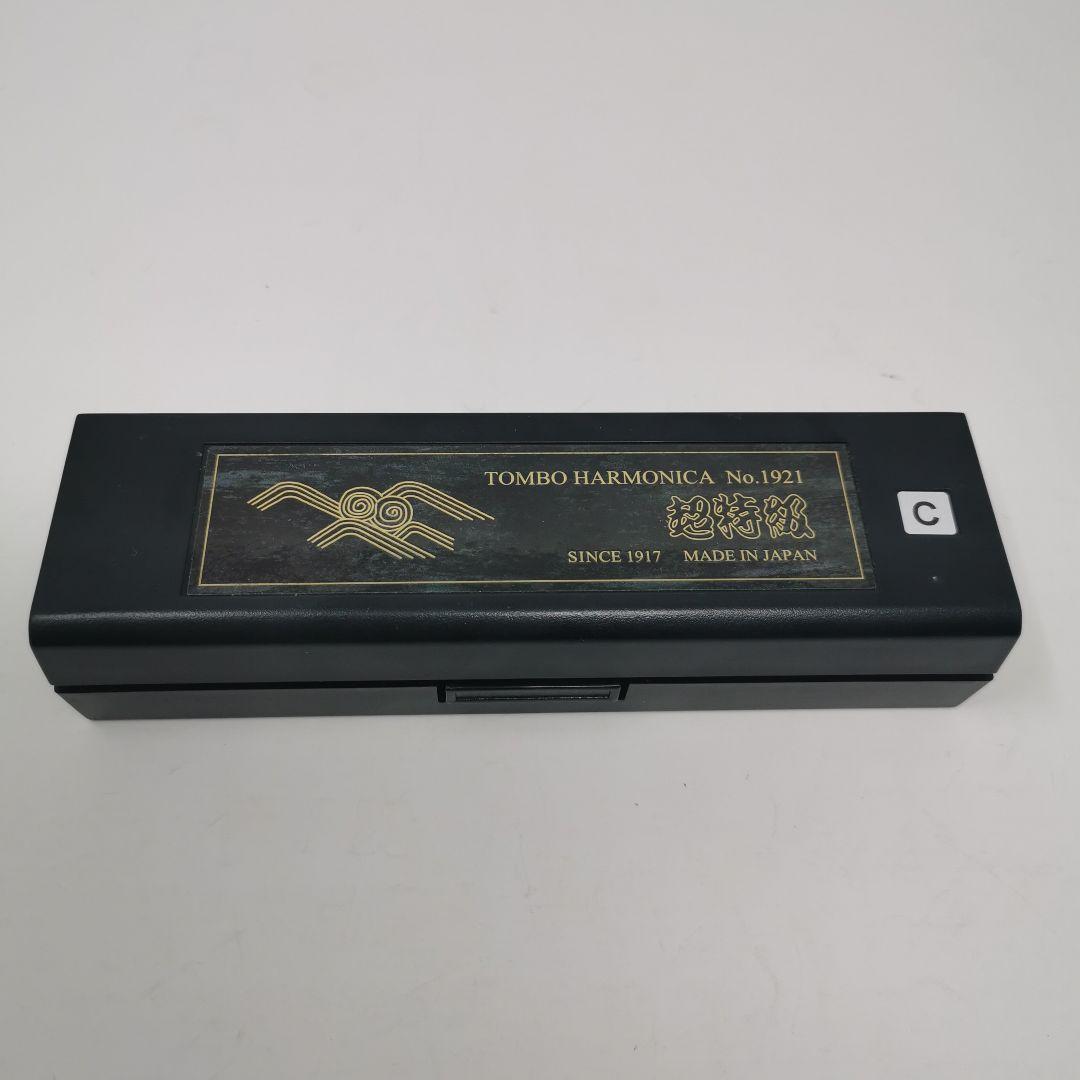 TOMBO HARMONICA No.1921
超特級
SINCE 1917 MADE IN JAPAN
C